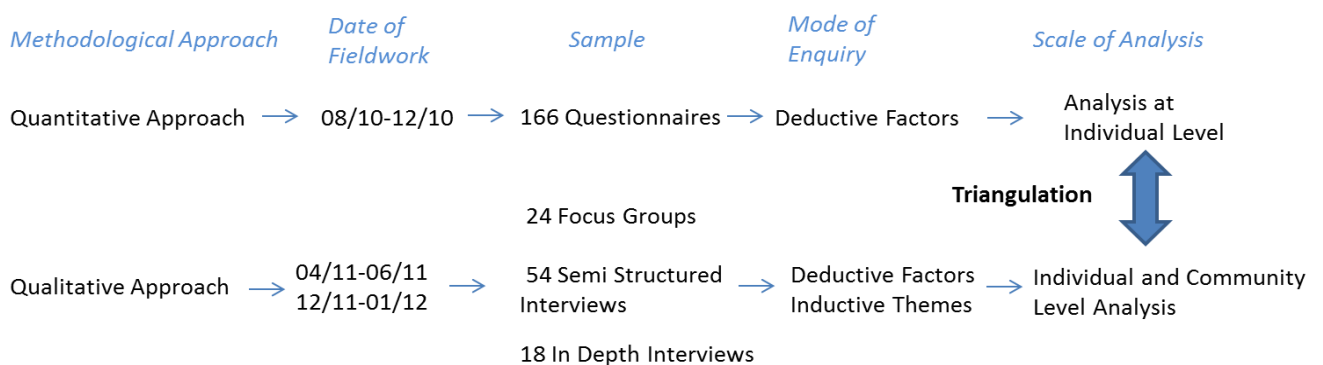 Methodological Approach
Date of
Fieldwork
Sample
Mode of
Enquiry
Scale of Analysis
Quantitative Approach
08/10-12/10
166 Questionnaires
Deductive Factors
Analysis at
Individual Level
Triangulation
Qualitative Approach
04/11-06/11
12/11-01/12
24 Focus Groups
54 Semi Structured
Interviews
18 In Depth Interviews
Deductive Factors
Inductive Themes
Individual and Community
Level Analysis